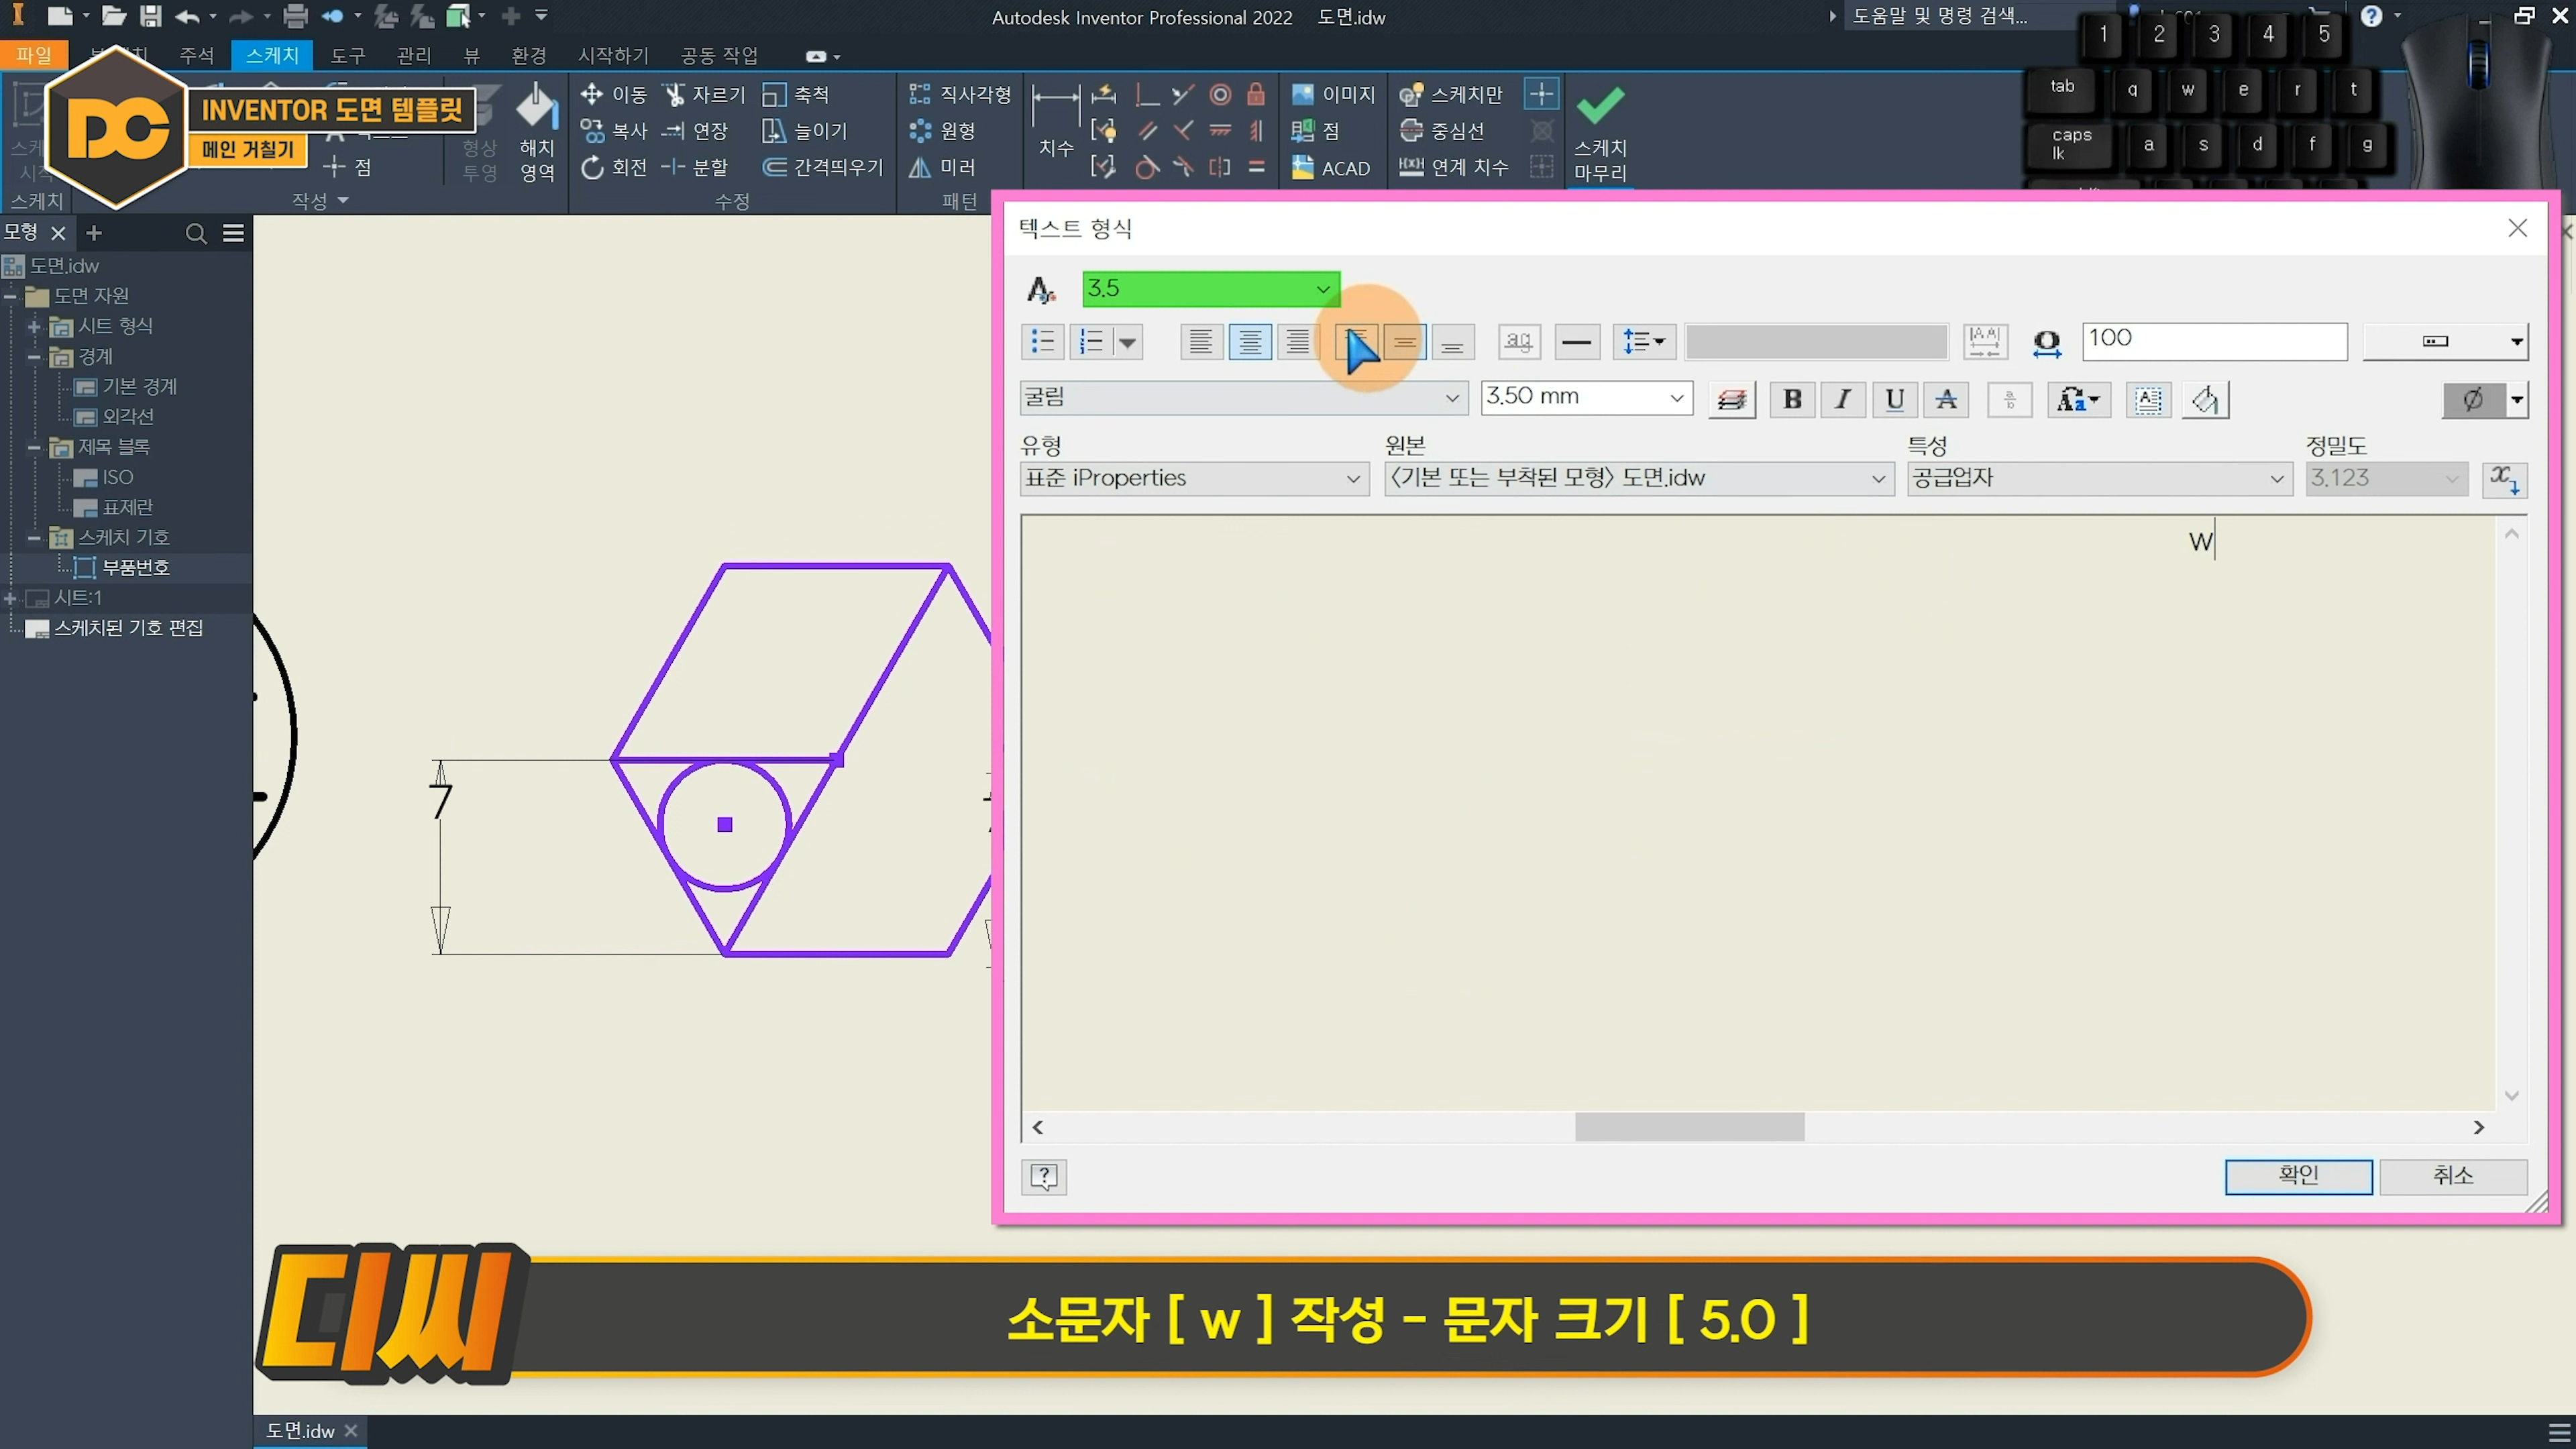 Autodesk Inventor Professional 2022 도면.idw
도움말 및 명령 검색...
파일 주석 스케치 도구 관리 뷰 환경 시작하기 공동 작업
DC
INVENTOR 도면 템플릿
메인 거칠기
점
형상 투영
해치 영역
이동 자르기 축척
복사 연장 늘이기
회전 분할 간격띄우기
직사각형
원형
미러
치수
이미지
점
ACAD
스케치만
중심선
연계 치수
스케치 마무리
스케치 작성 수정 패턴
1 2 3 4 5
tab q w e r t
caps lk a s d f g
모형
도면.idw
도면 자원
시트 형식
경계
기본 경계
외각선
제목 블록
ISO
표제란
스케치 기호
부품번호
시트:1
스케치된 기호 편집
7
텍스트 형식
3.5
100
굴림 3.50 mm
B I U A
유형 원본 특성 정밀도
표준 iProperties <기본 또는 부착된 모형> 도면.idw 공급업자 3.123
w
확인 취소
디씨
소문자 [ w ] 작성 - 문자 크기 [ 5.0 ]
도면.idw